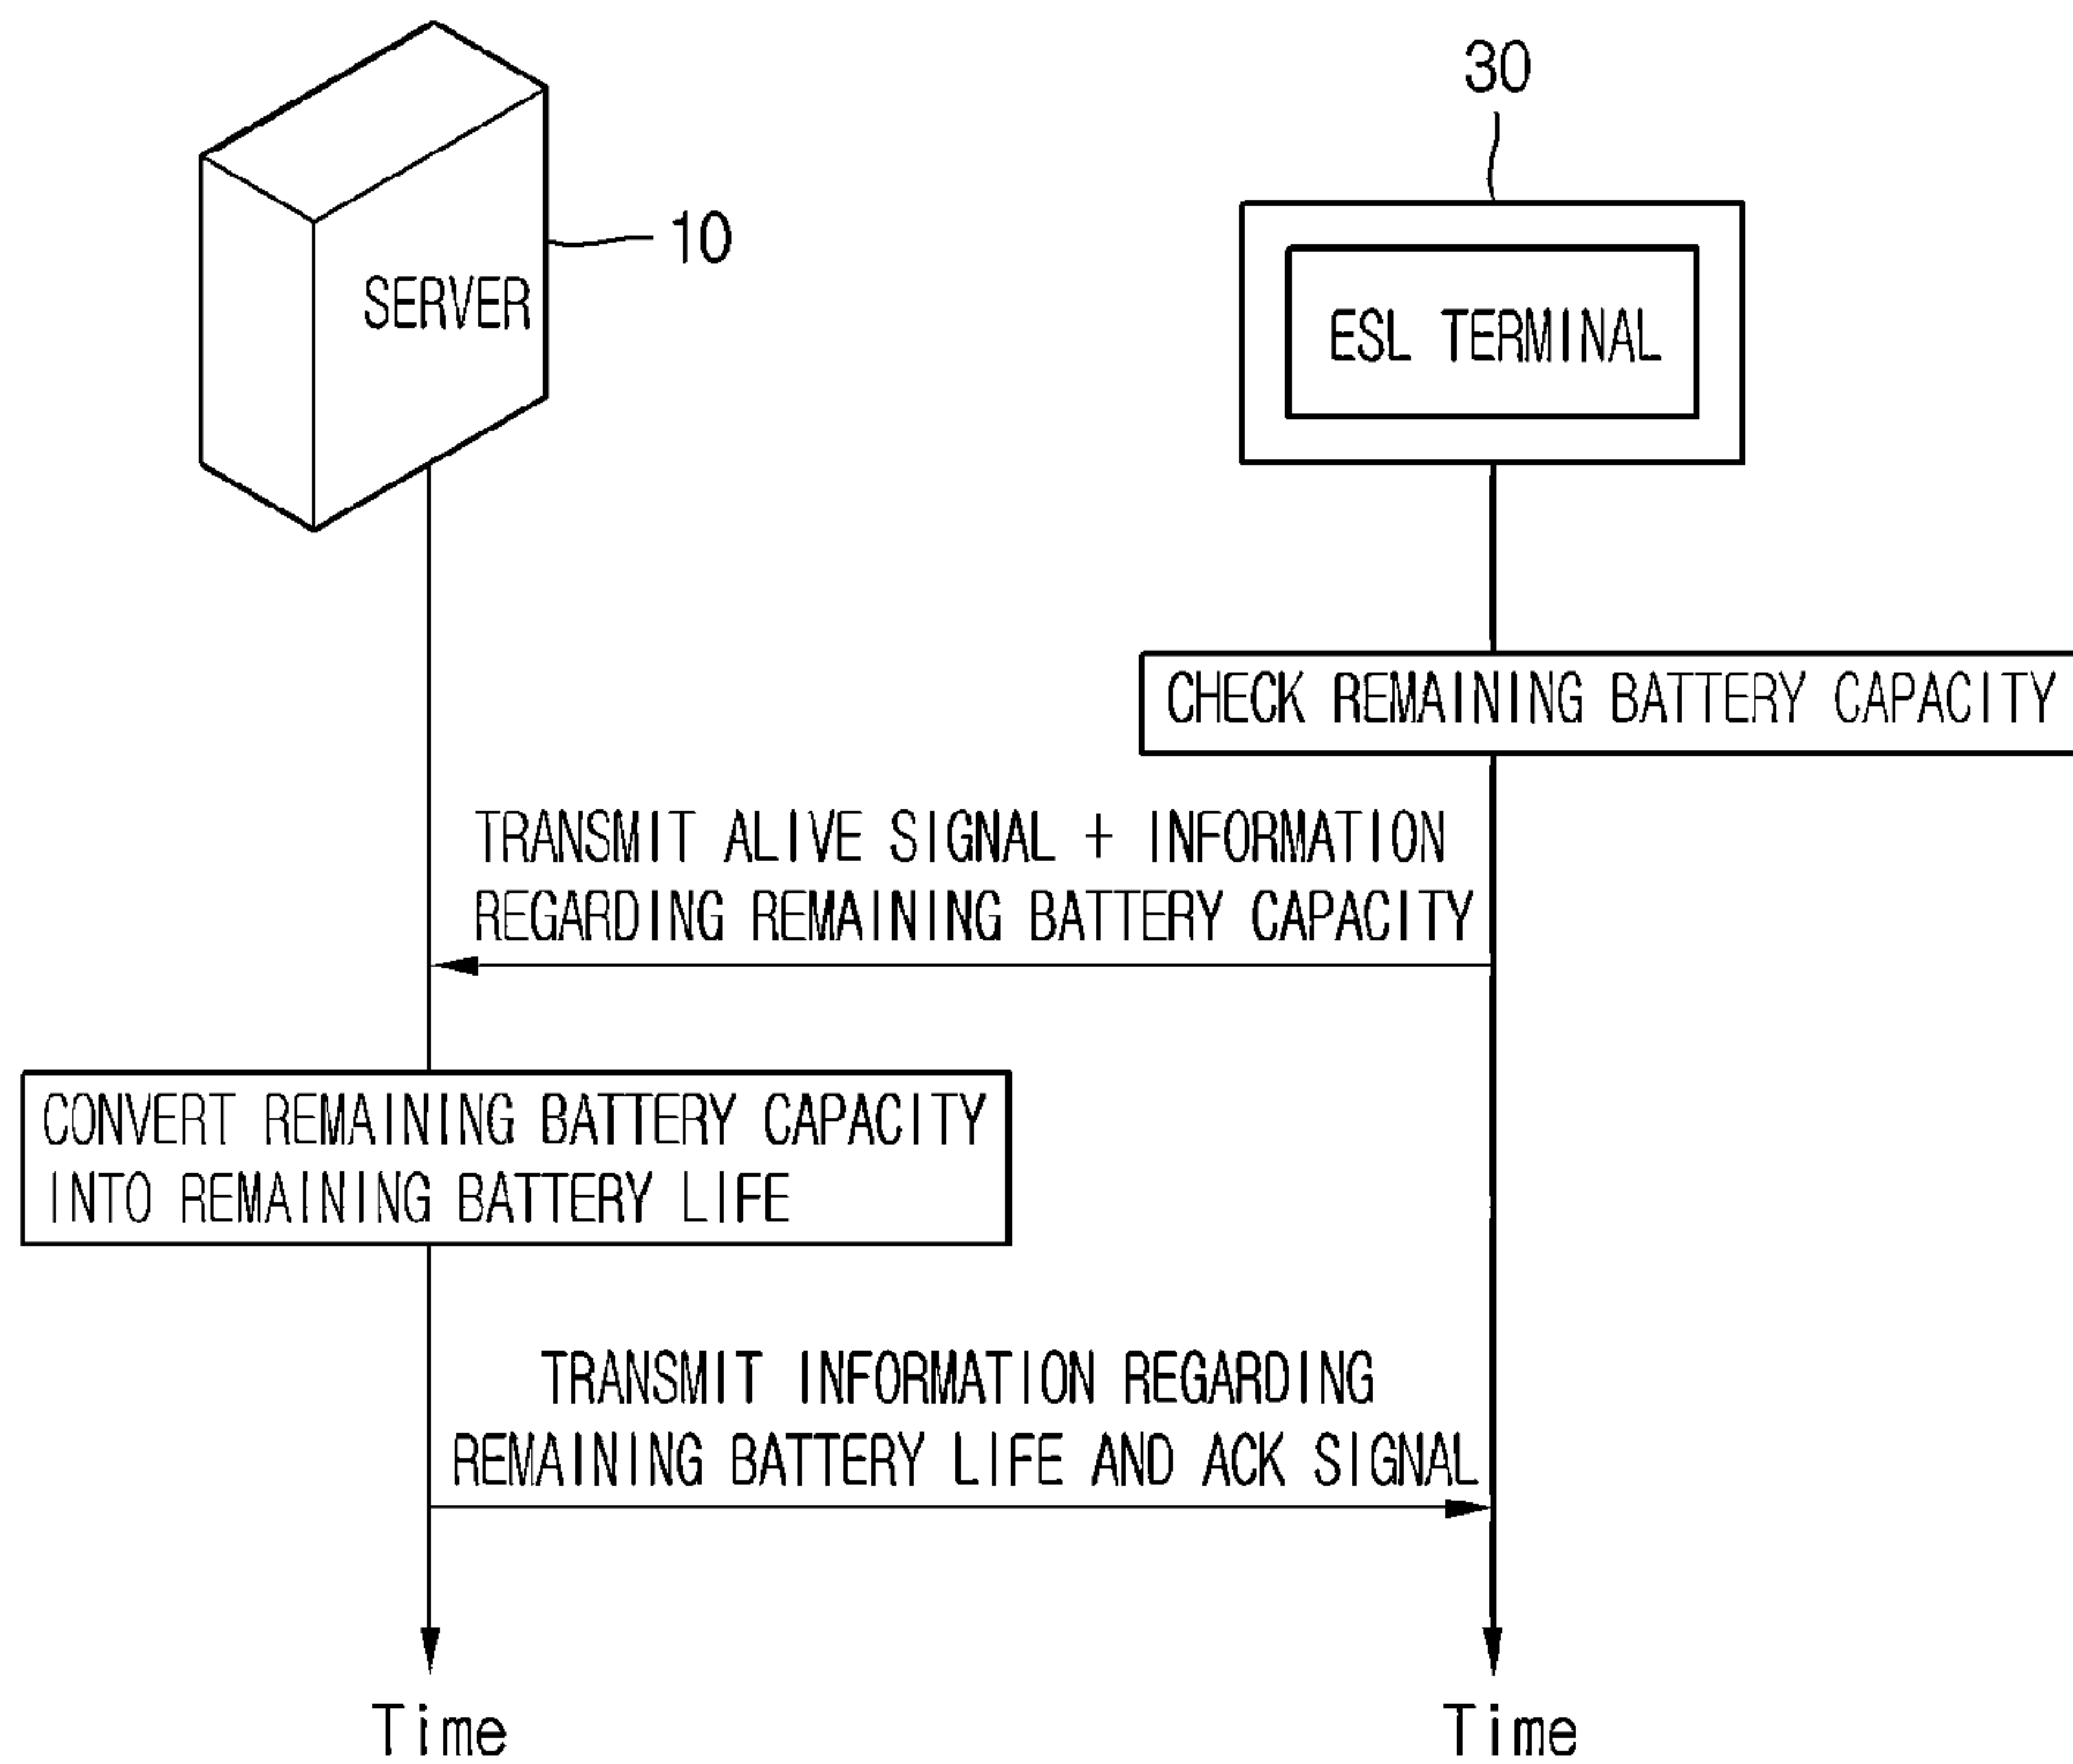 30
10
SERVER
ESL TERMINAL
CHECK REMAINING BATTERY CAPACITY
TRANSMIT ALIVE SIGNAL + INFORMATION
REGARDING REMAINING BATTERY CAPACITY
CONVERT REMAINING BATTERY CAPACITY
INTO REMAINING BATTERY LIFE
TRANSMIT INFORMATION REGARDING
REMAINING BATTERY LIFE AND ACK SIGNAL
Time
Time